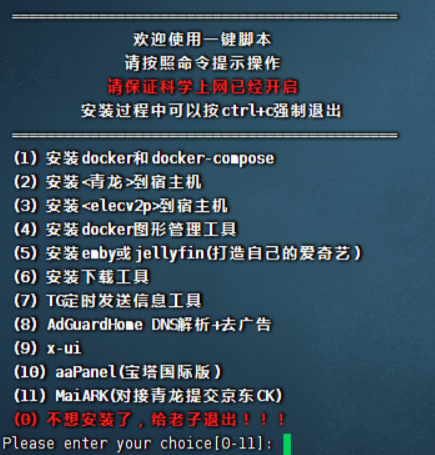 欢迎使用一键脚本
请按照命令提示操作
请保证科学上网已经开启
安装过程中可以按ctrl+c强制退出
(1) 安装docker和docker-compose
(2) 安装<青龙>到宿主机
(3) 安装<elecv2p>到宿主机
(4) 安装docker图形管理工具
(5) 安装emby或jellyfin(打造自己的爱奇艺)
(6) 安装下载工具
(7) TG定时发送信息工具
(8) AdGuardHome DNS解析+去广告
(9) x-ui
(10) aaPanel(宝塔国际版)
(11) MaiARK(对接青龙提交京东CK)
(0) 不想安装了，给老子退出！！！
Please enter your choice[0-11]: